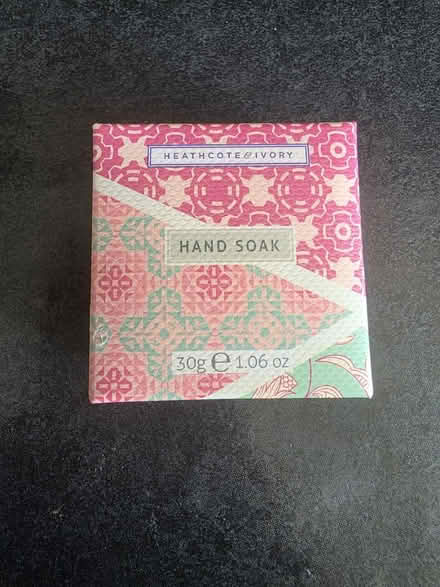 HEATHCOTE & IVORY
HAND SOAK
30g ℮ 1.06 oz